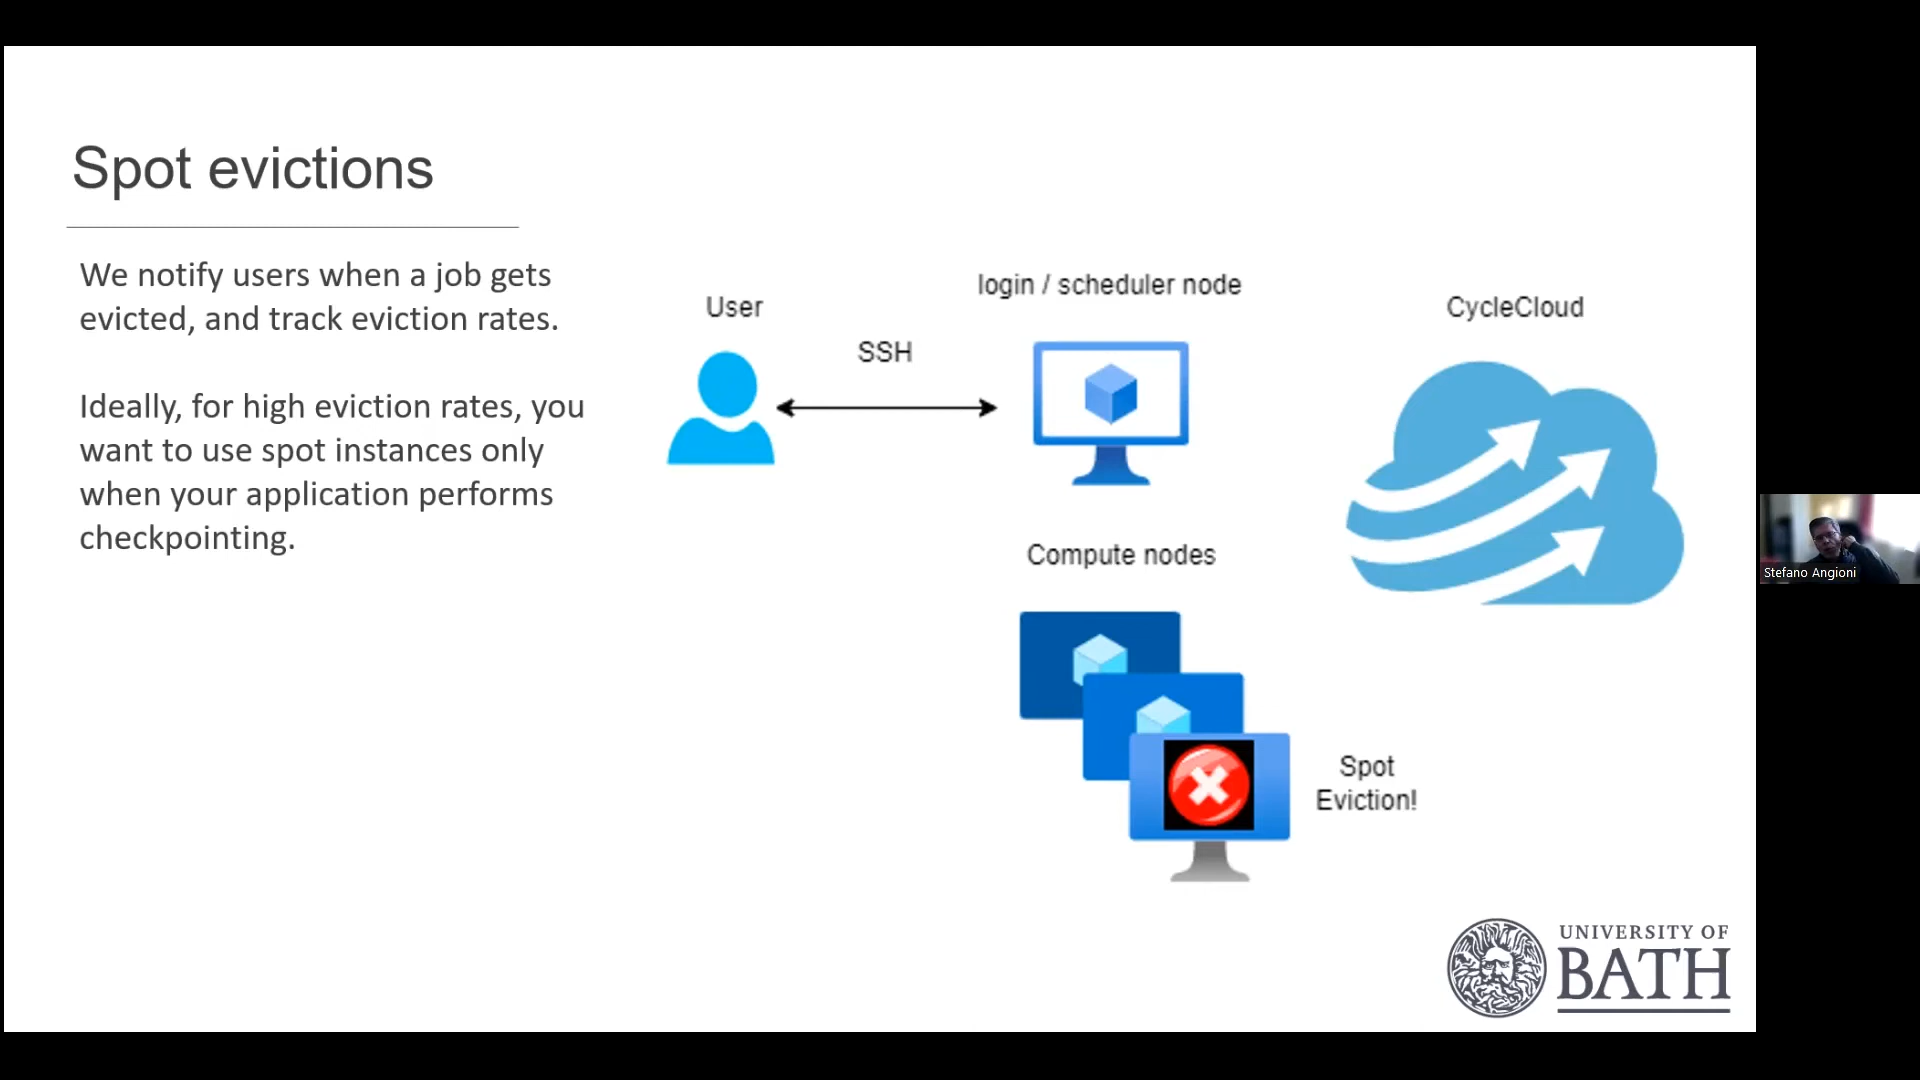 Spot evictions
We notify users when a job gets
evicted, and track eviction rates.
Ideally, for high eviction rates, you
want to use spot instances only
when your application performs
checkpointing.
User
SSH
login / scheduler node
CycleCloud
Compute nodes
Spot
Eviction!
UNIVERSITY OF
BATH
Stefano Angioni